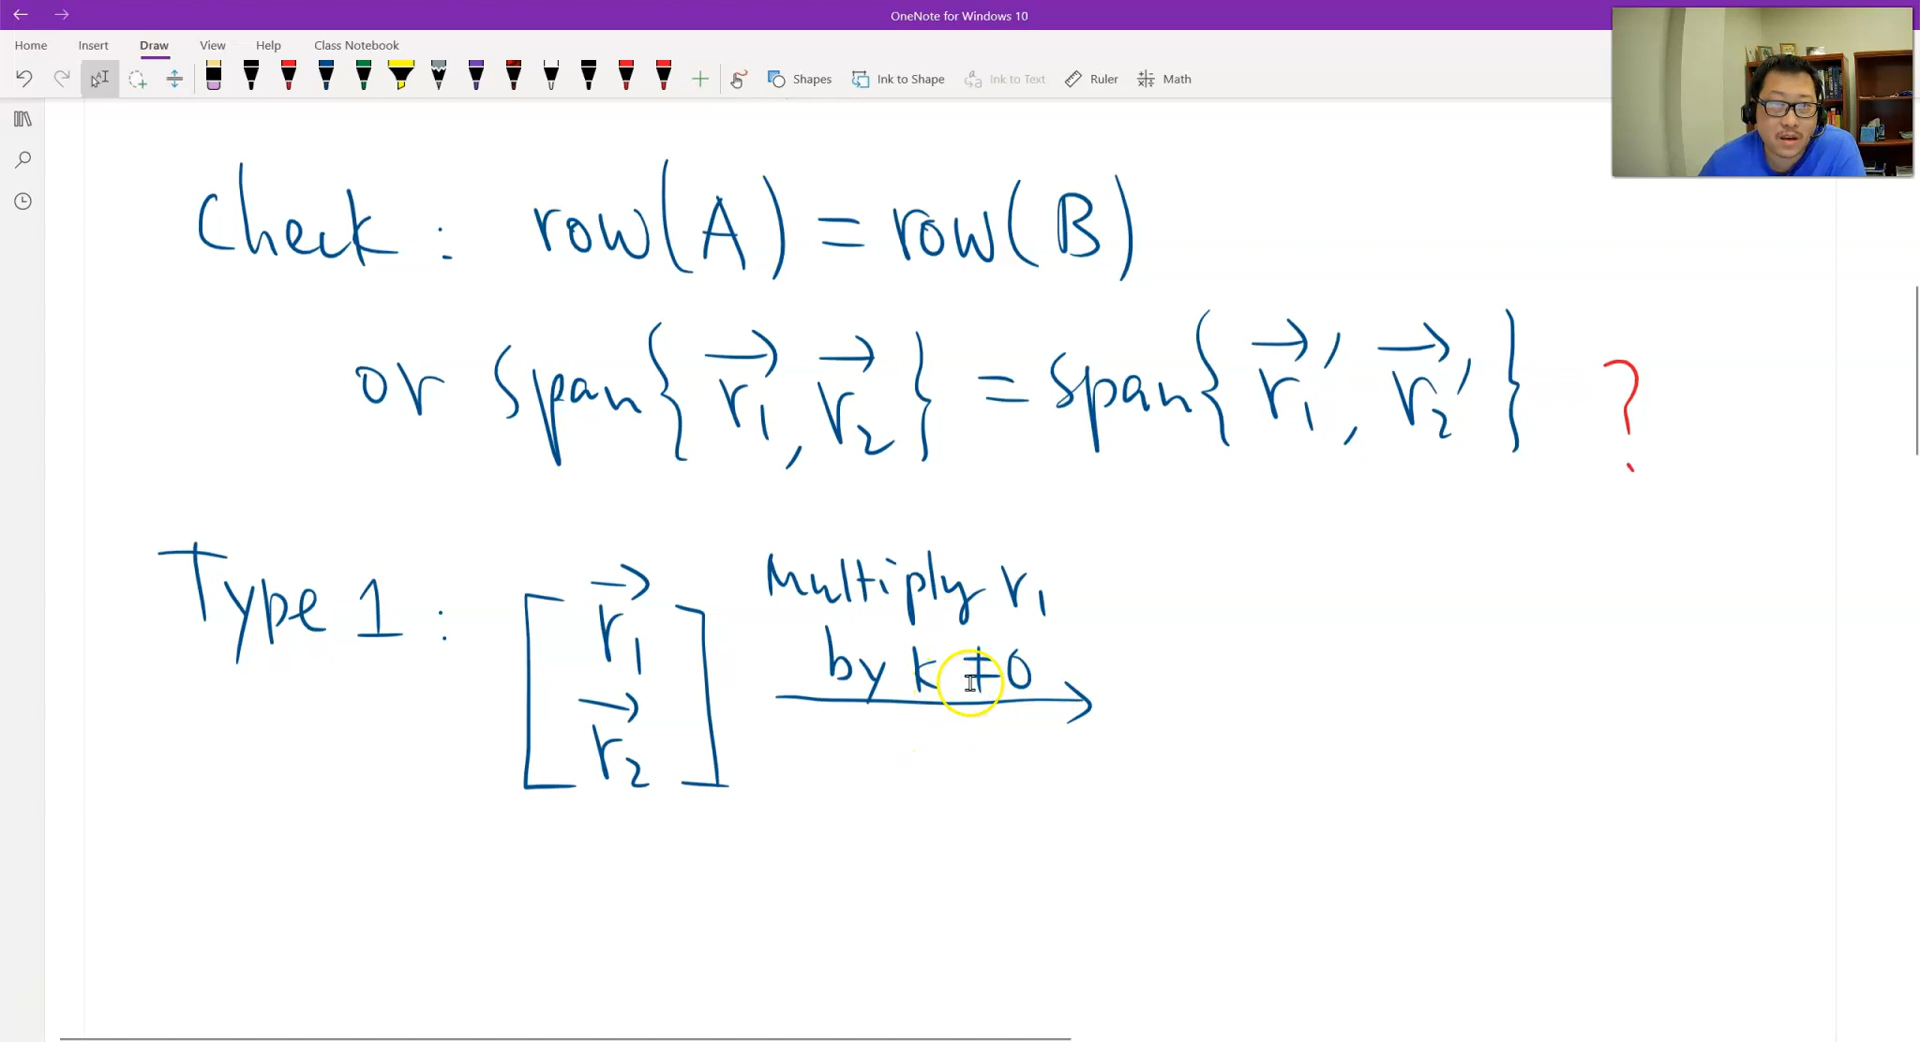 OneNote for Windows 10
Home Insert Draw View Help Class Notebook
Shapes Ink to Shape Ink to Text Ruler Math
Check : row(A) = row(B)
or span{r₁→, r₂→} = span{r₁→′, r₂→′} ?
Type 1 : [r₁→ r₂→] Multiply r₁
by k ≠ 0